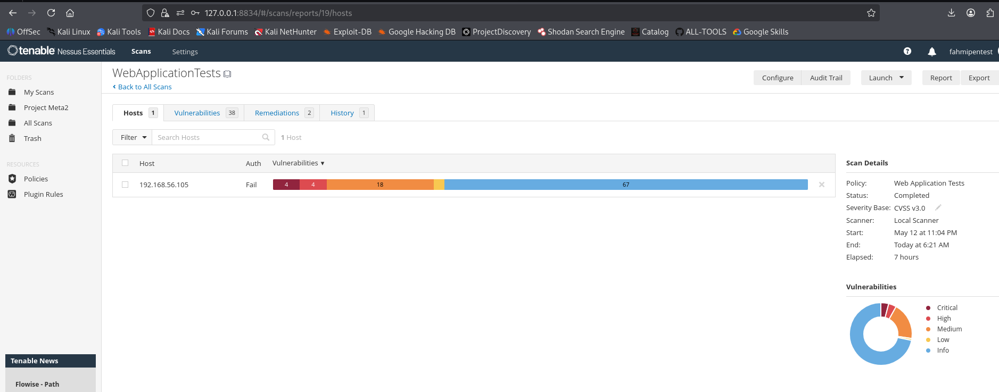 127.0.0.1:8834/#/scans/reports/19/hosts
OffSec Kali Linux Kali Tools Kali Docs Kali Forums Kali NetHunter Exploit-DB Google Hacking DB ProjectDiscovery Shodan Search Engine Catalog ALL-TOOLS Google Skills
tenable Nessus Essentials Scans Settings fahmipentest
FOLDERS
My Scans
Project Meta2
All Scans
Trash
RESOURCES
Policies
Plugin Rules
Tenable News
Flowise - Path
WebApplicationTests
Back to All Scans
Configure Audit Trail Launch Report Export
Hosts 1 Vulnerabilities 38 Remediations 2 History 1
Filter Search Hosts 1 Host
Host Auth Vulnerabilities
192.168.56.105 Fail 4 4 18 67
Scan Details
Policy: Web Application Tests
Status: Completed
Severity Base: CVSS v3.0
Scanner: Local Scanner
Start: May 12 at 11:04 PM
End: Today at 6:21 AM
Elapsed: 7 hours
Vulnerabilities
Critical
High
Medium
Low
Info